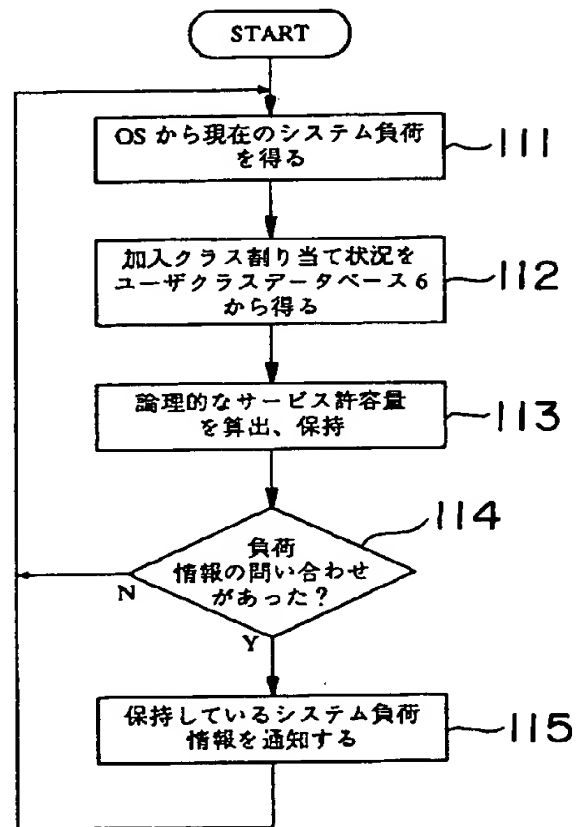 START
OS から現在のシステム負荷
を得る
111
加入クラス割り当て状況を
ユーザクラスデータベース6
から得る
112
論理的なサービス許容量
を算出、保持
113
114
負荷
情報の問い合わせ
があった?
N
Y
保持しているシステム負荷
情報を通知する
115